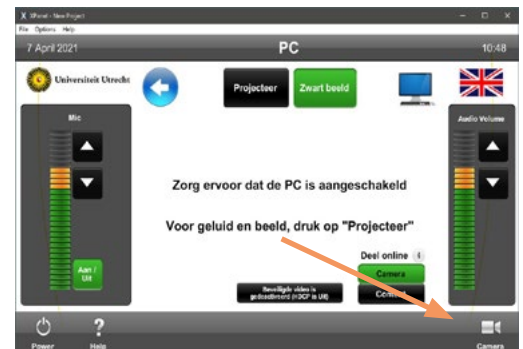 XPanel - New Project
File Options Help
7 April 2021
PC
10:48
Universiteit Utrecht
Projecteer
Zwart beeld
Mic
Audio Volume
Zorg ervoor dat de PC is aangeschakeld
Voor geluid en beeld, druk op "Projecteer"
Deel online
i
Camera
Aan /
Uit
Beveiligde video is
gedeactiveerd (HDCP is Uit)
Power
?
Help
Camera